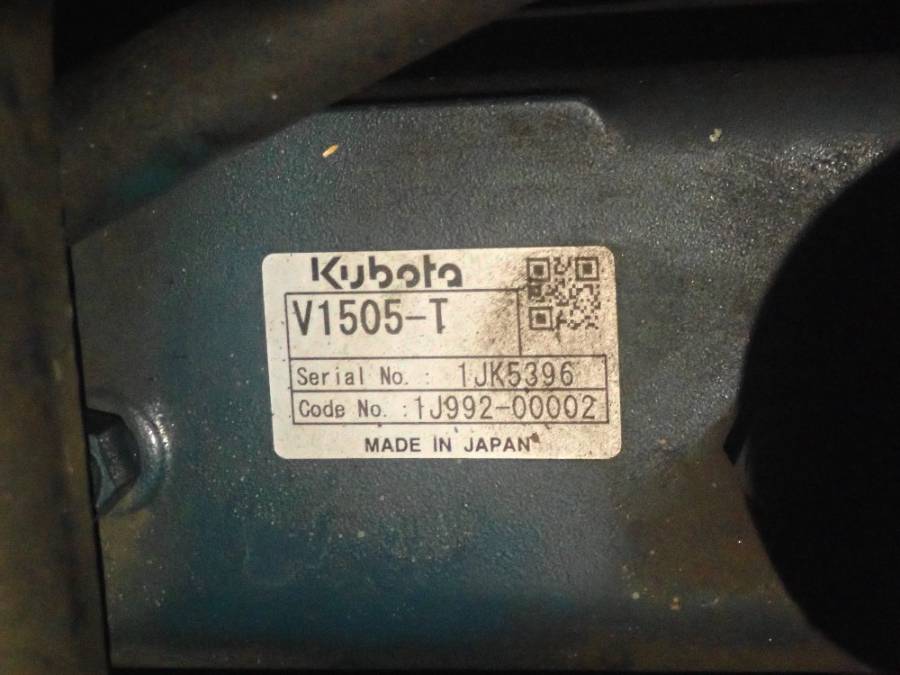 Kubota
V1505-T
Serial No. : 1JK5396
Code No. : 1J992-00002
MADE IN JAPAN